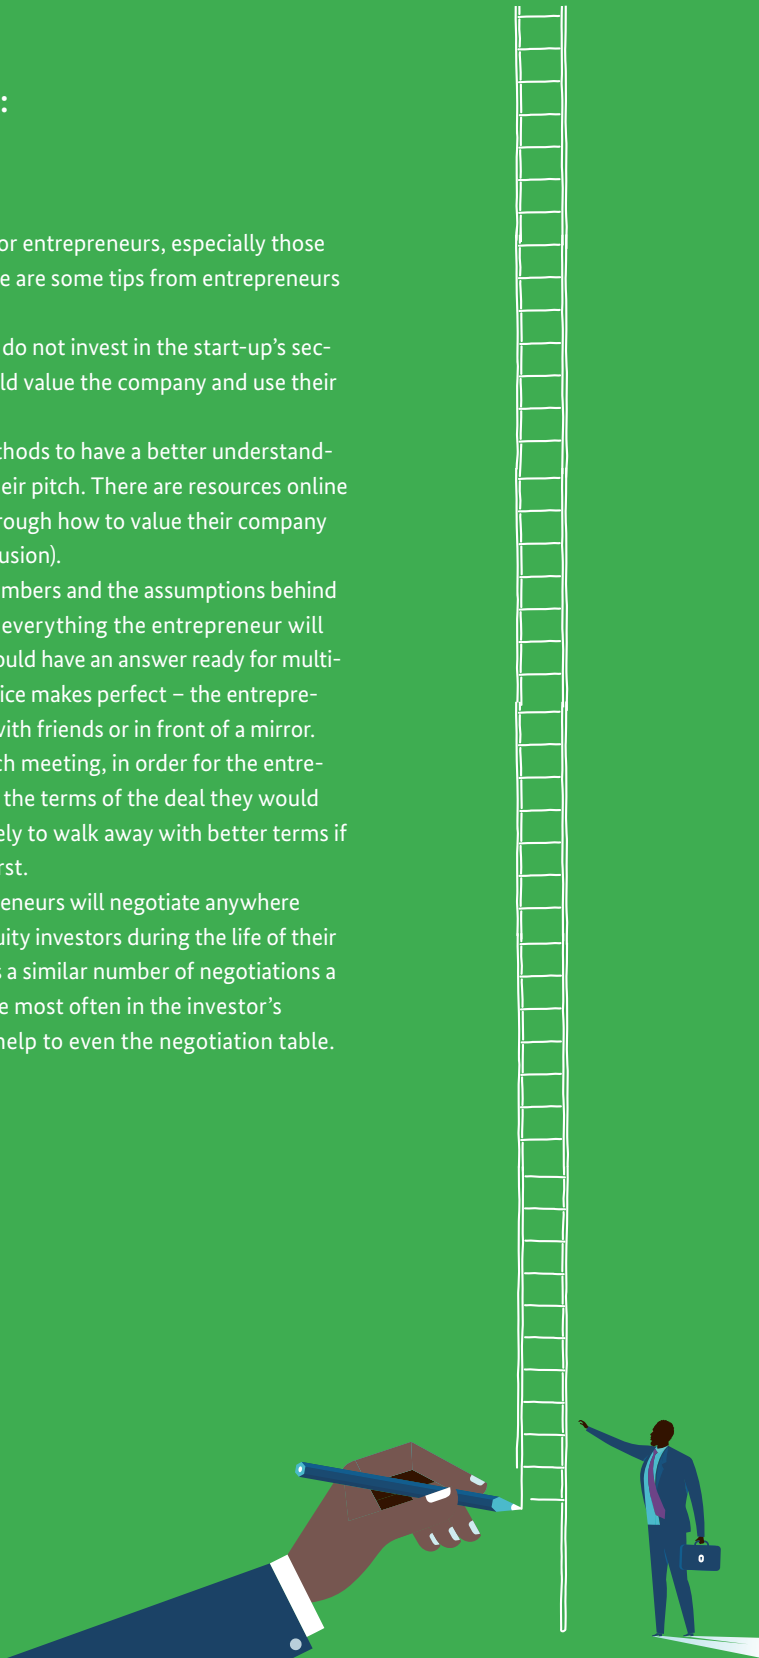 :
or entrepreneurs, especially those
e are some tips from entrepreneurs
do not invest in the start-up’s sec-
ld value the company and use their
thods to have a better understand-
eir pitch. There are resources online
rough how to value their company
usion).
mbers and the assumptions behind
everything the entrepreneur will
ould have an answer ready for multi-
ice makes perfect – the entrepre-
vith friends or in front of a mirror.
ch meeting, in order for the entre-
the terms of the deal they would
ely to walk away with better terms if
rst.
eneurs will negotiate anywhere
uity investors during the life of their
s a similar number of negotiations a
e most often in the investor’s
help to even the negotiation table.